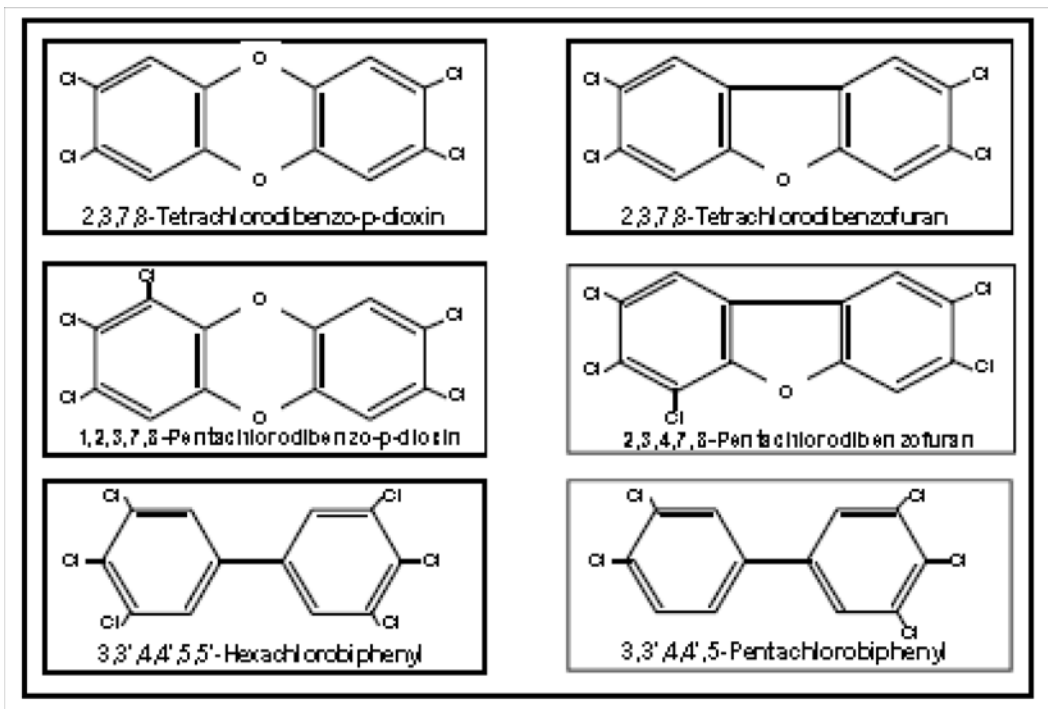 Cl
O
Cl
Cl
O
Cl
2,3,7,8-Tetrachlorodibenzo-p-dioxin
Cl
Cl
Cl
O
Cl
2,3,7,8-Tetrachlorodibenzofuran
Cl
Cl
O
Cl
Cl
O
Cl
1,2,3,7,8-Pentachlorodibenzo-p-dioxin
Cl
Cl
Cl
O
Cl
Cl
2,3,4,7,8-Pentachlorodibenzofuran
Cl
Cl
Cl
Cl
Cl
Cl
3,3',4,4',5,5'-Hexachlorobiphenyl
Cl
Cl
Cl
Cl
Cl
3,3',4,4',5-Pentachlorobiphenyl